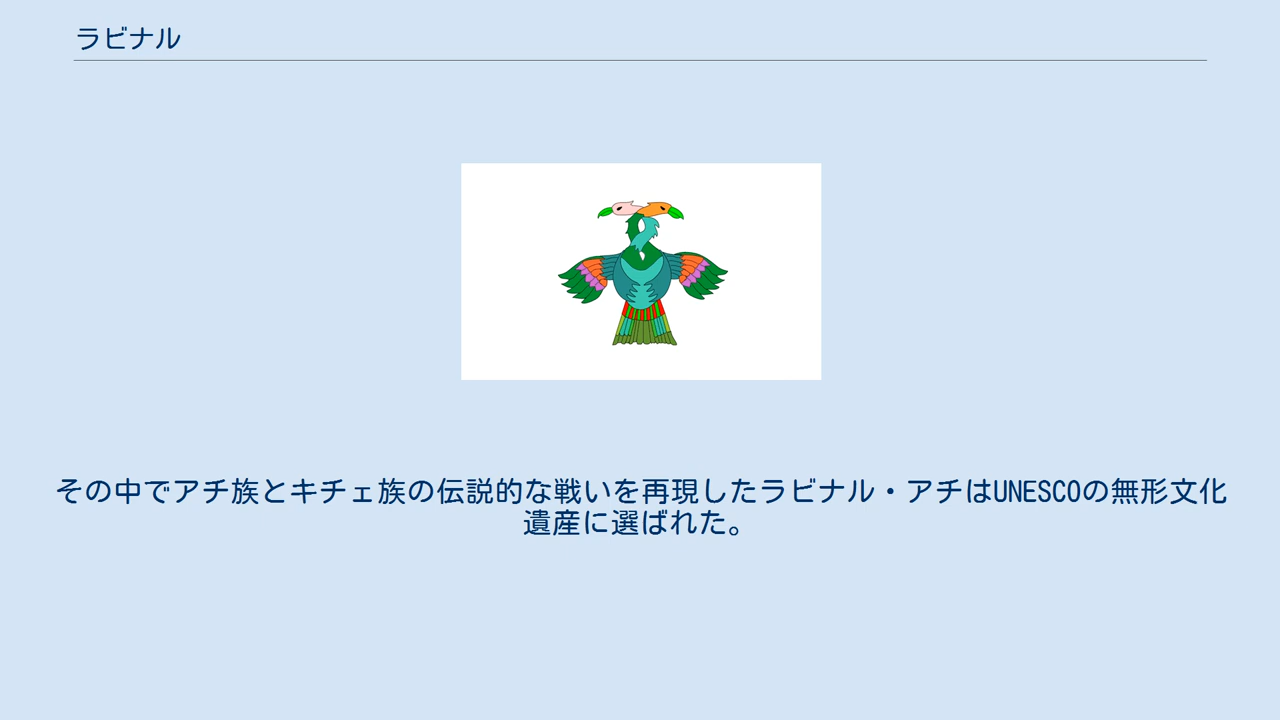 ラビナル
その中でアチ族とキチェ族の伝説的な戦いを再現したラビナル・アチはUNESCOの無形文化
遺産に選ばれた。